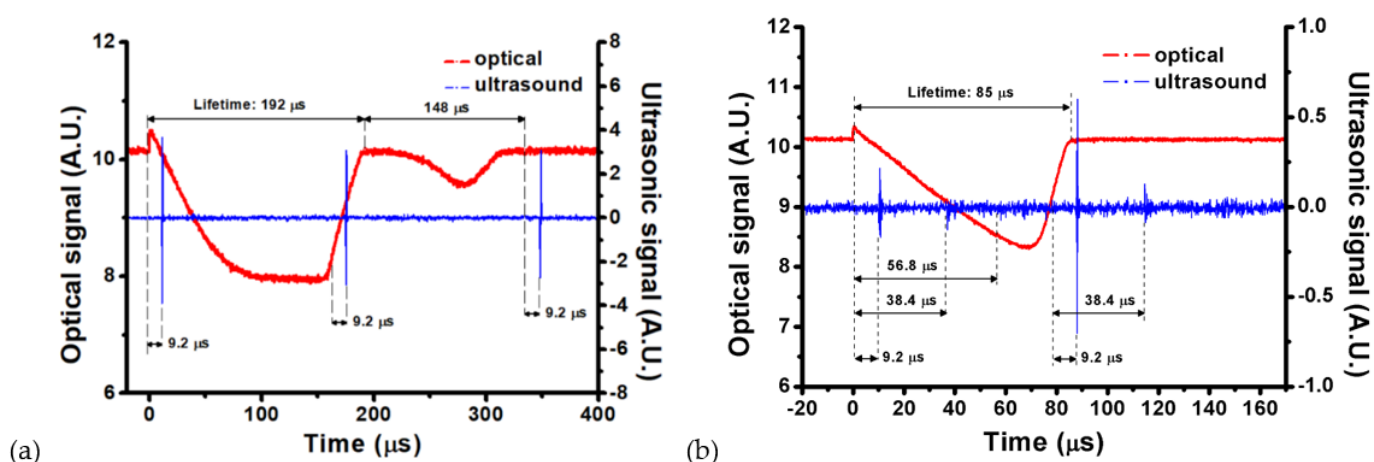 12
10
8
6
Optical signal (A.U.)
8
6
4
2
0
-2
-4
-6
-8
Ultrasonic signal (A.U.)
optical
ultrasound
Lifetime: 192 μs
148 μs
9.2 μs
9.2 μs
9.2 μs
0
100
200
300
400
Time (μs)
(a)
12
11
10
9
8
7
6
Optical signal (A.U.)
1.0
0.5
0.0
-0.5
-1.0
Ultrasonic signal (A.U.)
optical
ultrasound
Lifetime: 85 μs
56.8 μs
38.4 μs
38.4 μs
9.2 μs
9.2 μs
-20
0
20
40
60
80
100
120
140
160
Time (μs)
(b)